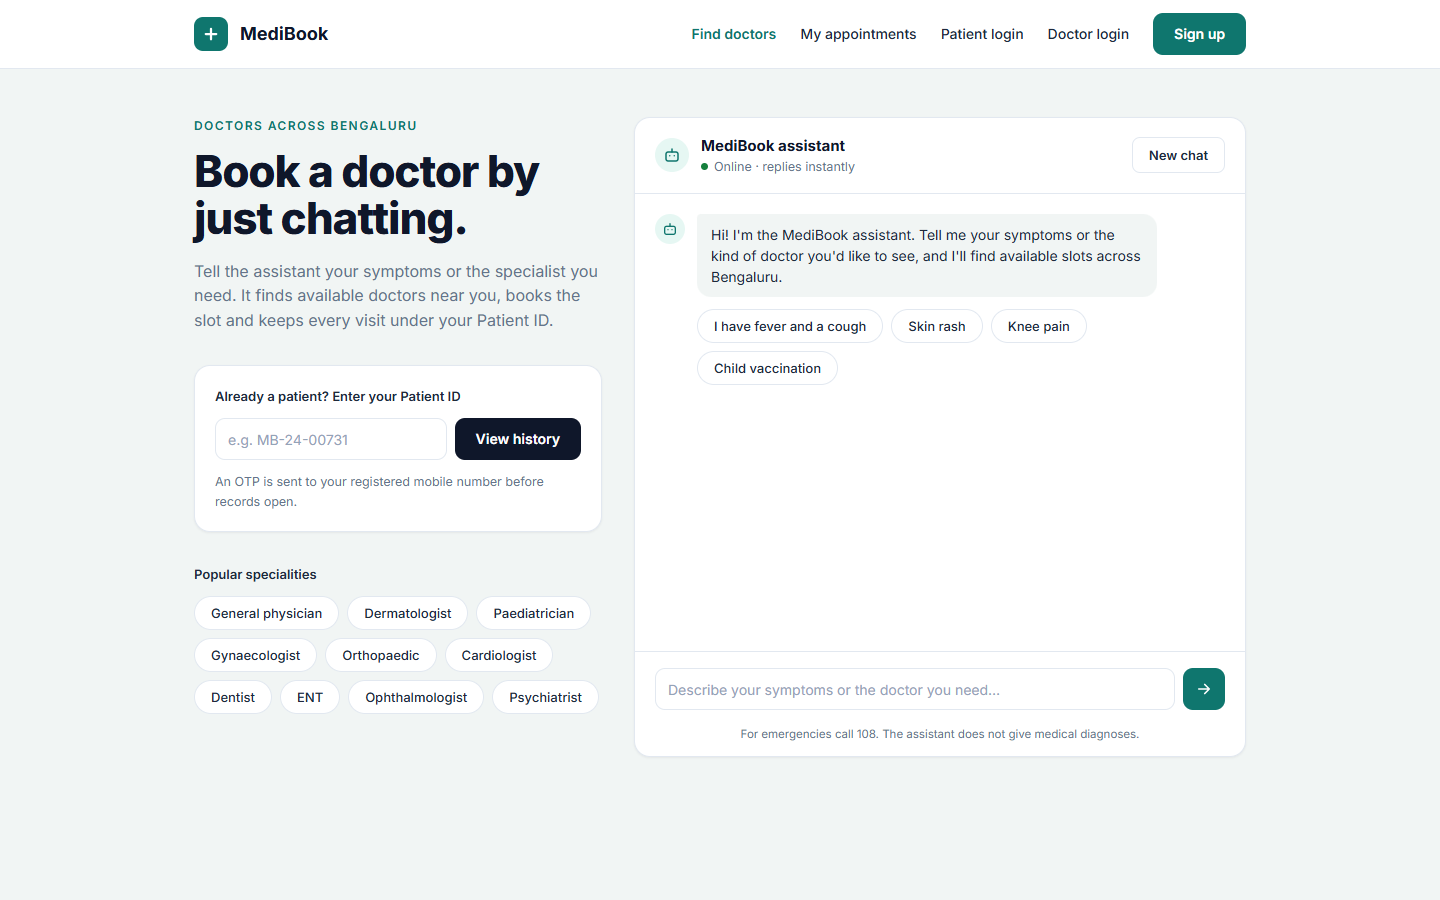 MediBook
Find doctors
My appointments
Patient login
Doctor login
Sign up
DOCTORS ACROSS BENGALURU
Book a doctor by
just chatting.
Tell the assistant your symptoms or the specialist you
need. It finds available doctors near you, books the
slot and keeps every visit under your Patient ID.
Already a patient? Enter your Patient ID
e.g. MB-24-00731
View history
An OTP is sent to your registered mobile number before
records open.
Popular specialities
General physician
Dermatologist
Paediatrician
Gynaecologist
Orthopaedic
Cardiologist
Dentist
ENT
Ophthalmologist
Psychiatrist
MediBook assistant
Online · replies instantly
New chat
Hi! I'm the MediBook assistant. Tell me your symptoms or the
kind of doctor you'd like to see, and I'll find available slots across
Bengaluru.
I have fever and a cough
Skin rash
Knee pain
Child vaccination
Describe your symptoms or the doctor you need...
For emergencies call 108. The assistant does not give medical diagnoses.